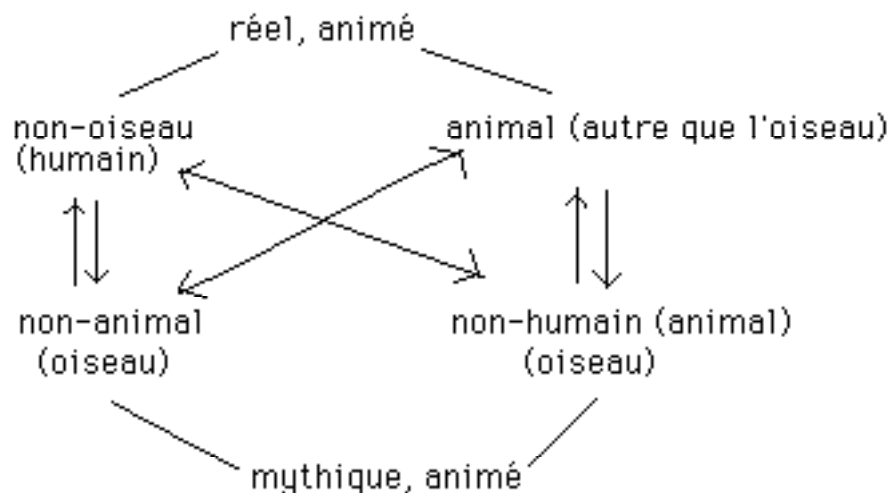 réel, animé
non-oiseau
(humain)
animal (autre que l'oiseau)
non-animal
(oiseau)
non-humain (animal)
(oiseau)
mythique, animé